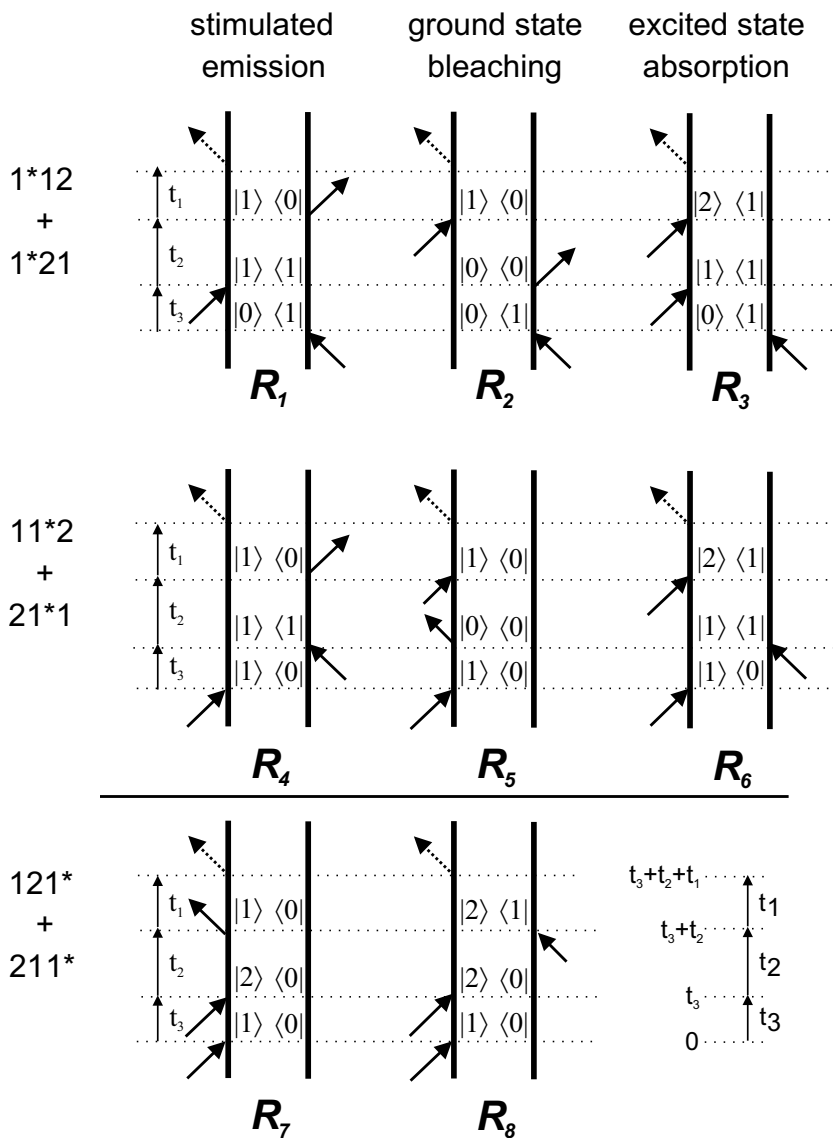 stimulated emission
ground state bleaching
excited state absorption
1*12
+
1*21
t₁
t₂
t₃
|1⟩ ⟨0|
|1⟩ ⟨1|
|0⟩ ⟨1|
R₁
|1⟩ ⟨0|
|0⟩ ⟨0|
|0⟩ ⟨1|
R₂
|2⟩ ⟨1|
|1⟩ ⟨1|
|0⟩ ⟨1|
R₃
11*2
+
21*1
t₁
t₂
t₃
|1⟩ ⟨0|
|1⟩ ⟨1|
|1⟩ ⟨0|
R₄
|1⟩ ⟨0|
|0⟩ ⟨0|
|1⟩ ⟨0|
R₅
|2⟩ ⟨1|
|1⟩ ⟨1|
|1⟩ ⟨0|
R₆
121*
+
211*
t₁
t₂
t₃
|1⟩ ⟨0|
|2⟩ ⟨0|
|1⟩ ⟨0|
R₇
|2⟩ ⟨1|
|2⟩ ⟨0|
|1⟩ ⟨0|
R₈
t₃+t₂+t₁
t₃+t₂
t₃
0
t1
t2
t3